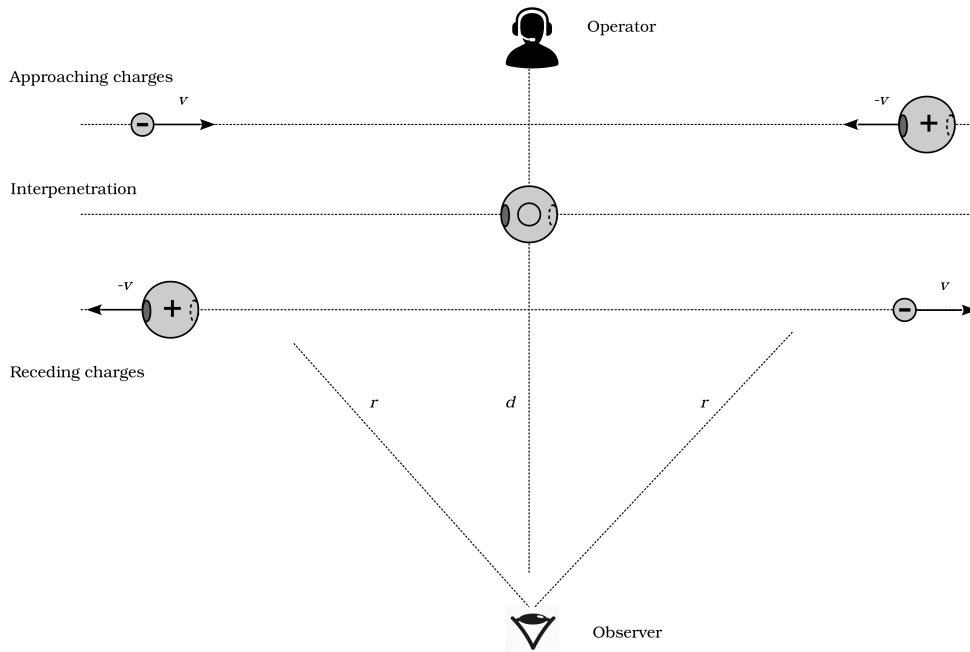 Operator
Approaching charges
v
-v
− +
Interpenetration
-v
v
+ −
Receding charges
r d r
Observer